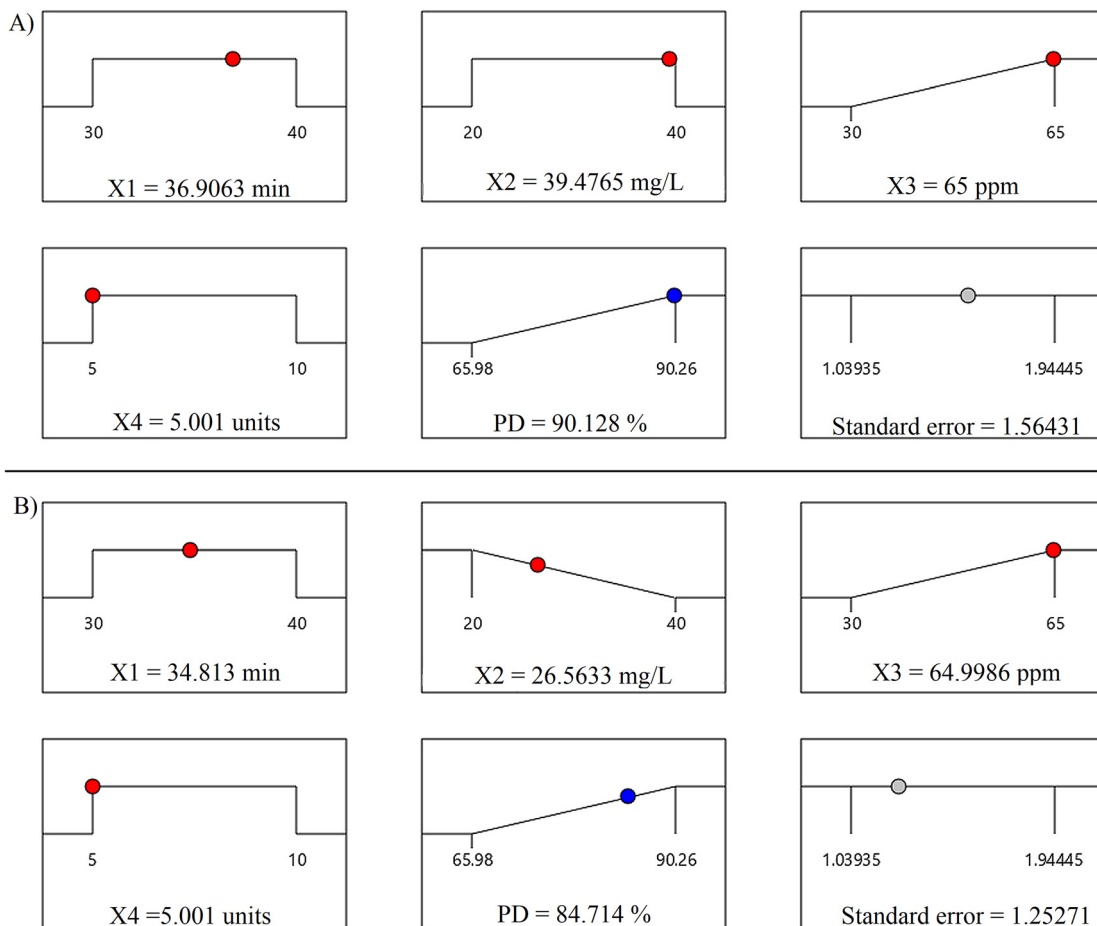 A)
30 40
X1 = 36.9063 min
20 40
X2 = 39.4765 mg/L
30 65
X3 = 65 ppm
5 10
X4 = 5.001 units
65.98 90.26
PD = 90.128 %
1.03935 1.94445
Standard error = 1.56431
B)
30 40
X1 = 34.813 min
20 40
X2 = 26.5633 mg/L
30 65
X3 = 64.9986 ppm
5 10
X4 =5.001 units
65.98 90.26
PD = 84.714 %
1.03935 1.94445
Standard error = 1.25271